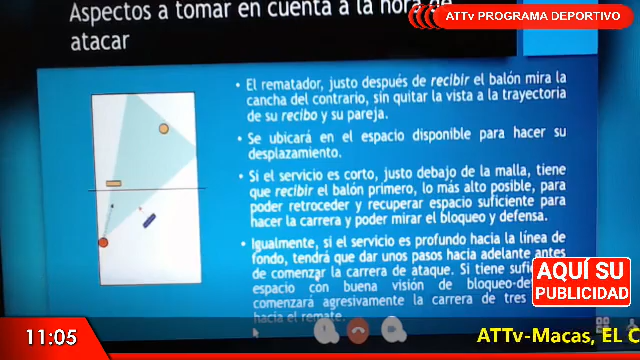 Aspectos a tomar en cuenta a la hora de
atacar
ATTv PROGRAMA DEPORTIVO
• El rematador, justo después de recibir el balón mira la
cancha del contrario, sin quitar la vista a la trayectoria
de su recibo y su pareja.
• Se ubicará en el espacio disponible para hacer su
desplazamiento.
• Si el servicio es corto, justo debajo de la malla, tiene
que recibir el balón primero, lo más alto posible, para
poder retroceder y recuperar espacio suficiente para
hacer la carrera y poder mirar el bloqueo y defensa.
• Igualmente, si el servicio es profundo hacia la línea de
fondo, tendrá que dar unos pasos hacia adelante antes
de comenzar la carrera de ataque. Si tiene
espacio con buena visión de
comenzará agresivamente la carrera de tres
hacia el remate.
AQUÍ SU
PUBLICIDAD
11:05
ATTv-Macas, EL C